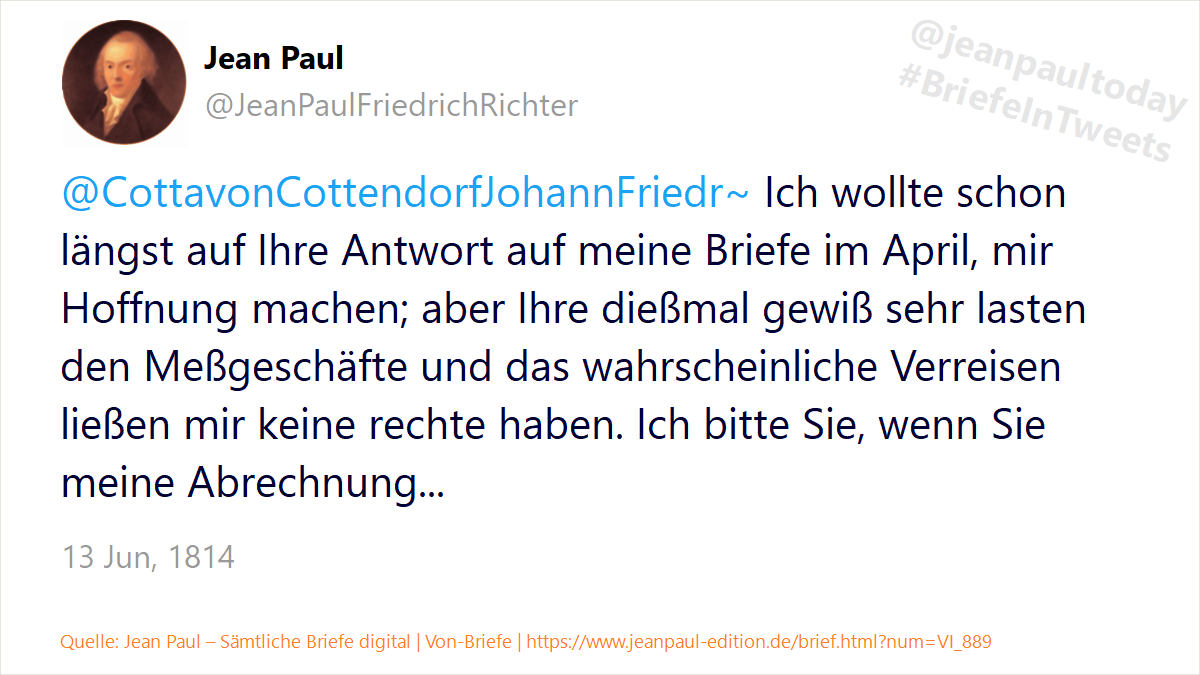 Jean Paul
@JeanPaulFriedrichRichter
@jeanpaultoday
#BriefeInTweets
@CottavonCottendorfJohannFriedr~ Ich wollte schon
längst auf Ihre Antwort auf meine Briefe im April, mir
Hoffnung machen; aber Ihre dießmal gewiß sehr lasten
den Meßgeschäfte und das wahrscheinliche Verreisen
ließen mir keine rechte haben. Ich bitte Sie, wenn Sie
meine Abrechnung...
13 Jun, 1814
Quelle: Jean Paul – Sämtliche Briefe digital | Von-Briefe | https://www.jeanpaul-edition.de/brief.html?num=VI_889